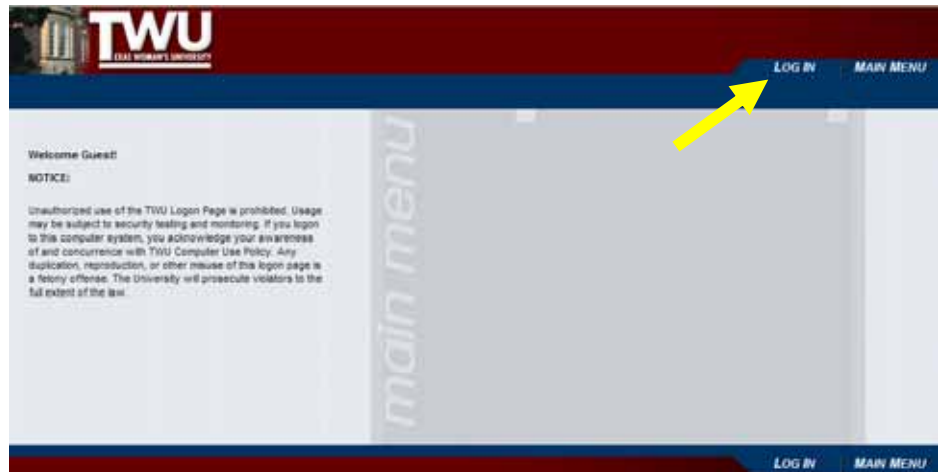 TWU
TEXAS WOMAN'S UNIVERSITY
LOG IN MAIN MENU
Welcome Guest!
NOTICE:
Unauthorized use of the TWU Logon Page is prohibited. Usage
may be subject to security testing and monitoring. If you logon
to this computer system, you acknowledge your awareness
of and concurrence with TWU Computer Use Policy. Any
duplication, reproduction, or other misuse of this logon page is
a felony offense. The University will prosecute violators to the
full extent of the law.
main menu
LOG IN MAIN MENU